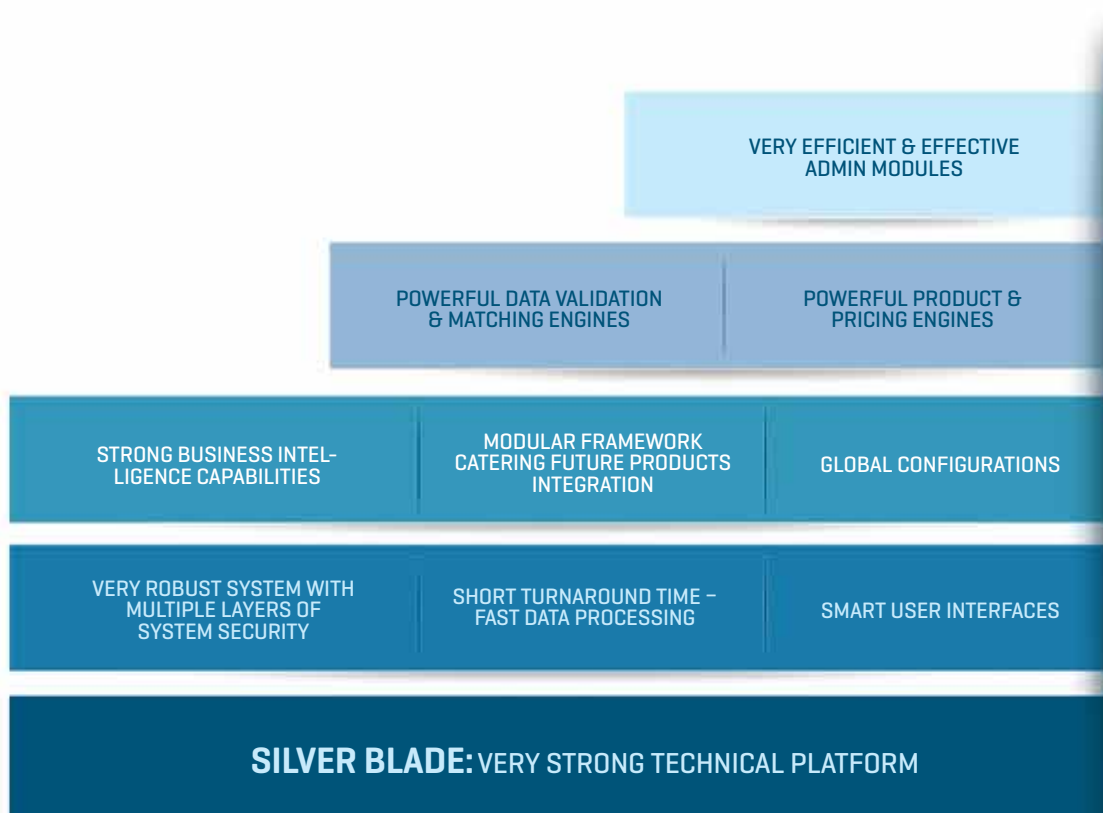 VERY EFFICIENT & EFFECTIVE
ADMIN MODULES
POWERFUL DATA VALIDATION
& MATCHING ENGINES
POWERFUL PRODUCT &
PRICING ENGINES
STRONG BUSINESS INTEL-
LIGENCE CAPABILITIES
MODULAR FRAMEWORK
CATERING FUTURE PRODUCTS
INTEGRATION
GLOBAL CONFIGURATIONS
VERY ROBUST SYSTEM WITH
MULTIPLE LAYERS OF
SYSTEM SECURITY
SHORT TURNAROUND TIME –
FAST DATA PROCESSING
SMART USER INTERFACES
SILVER BLADE: VERY STRONG TECHNICAL PLATFORM